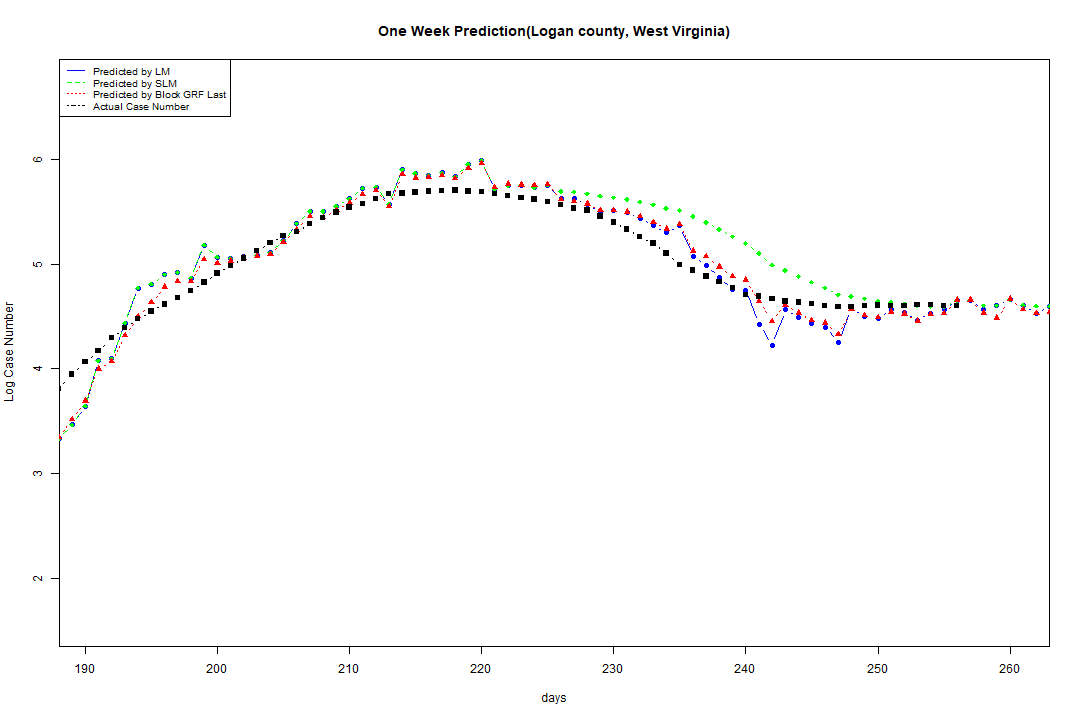 One Week Prediction(Logan county, West Virginia)
Predicted by LM
Predicted by SLM
Predicted by Block GRF Last
Actual Case Number
6
5
4
3
2
Log Case Number
190 200 210 220 230 240 250 260
days